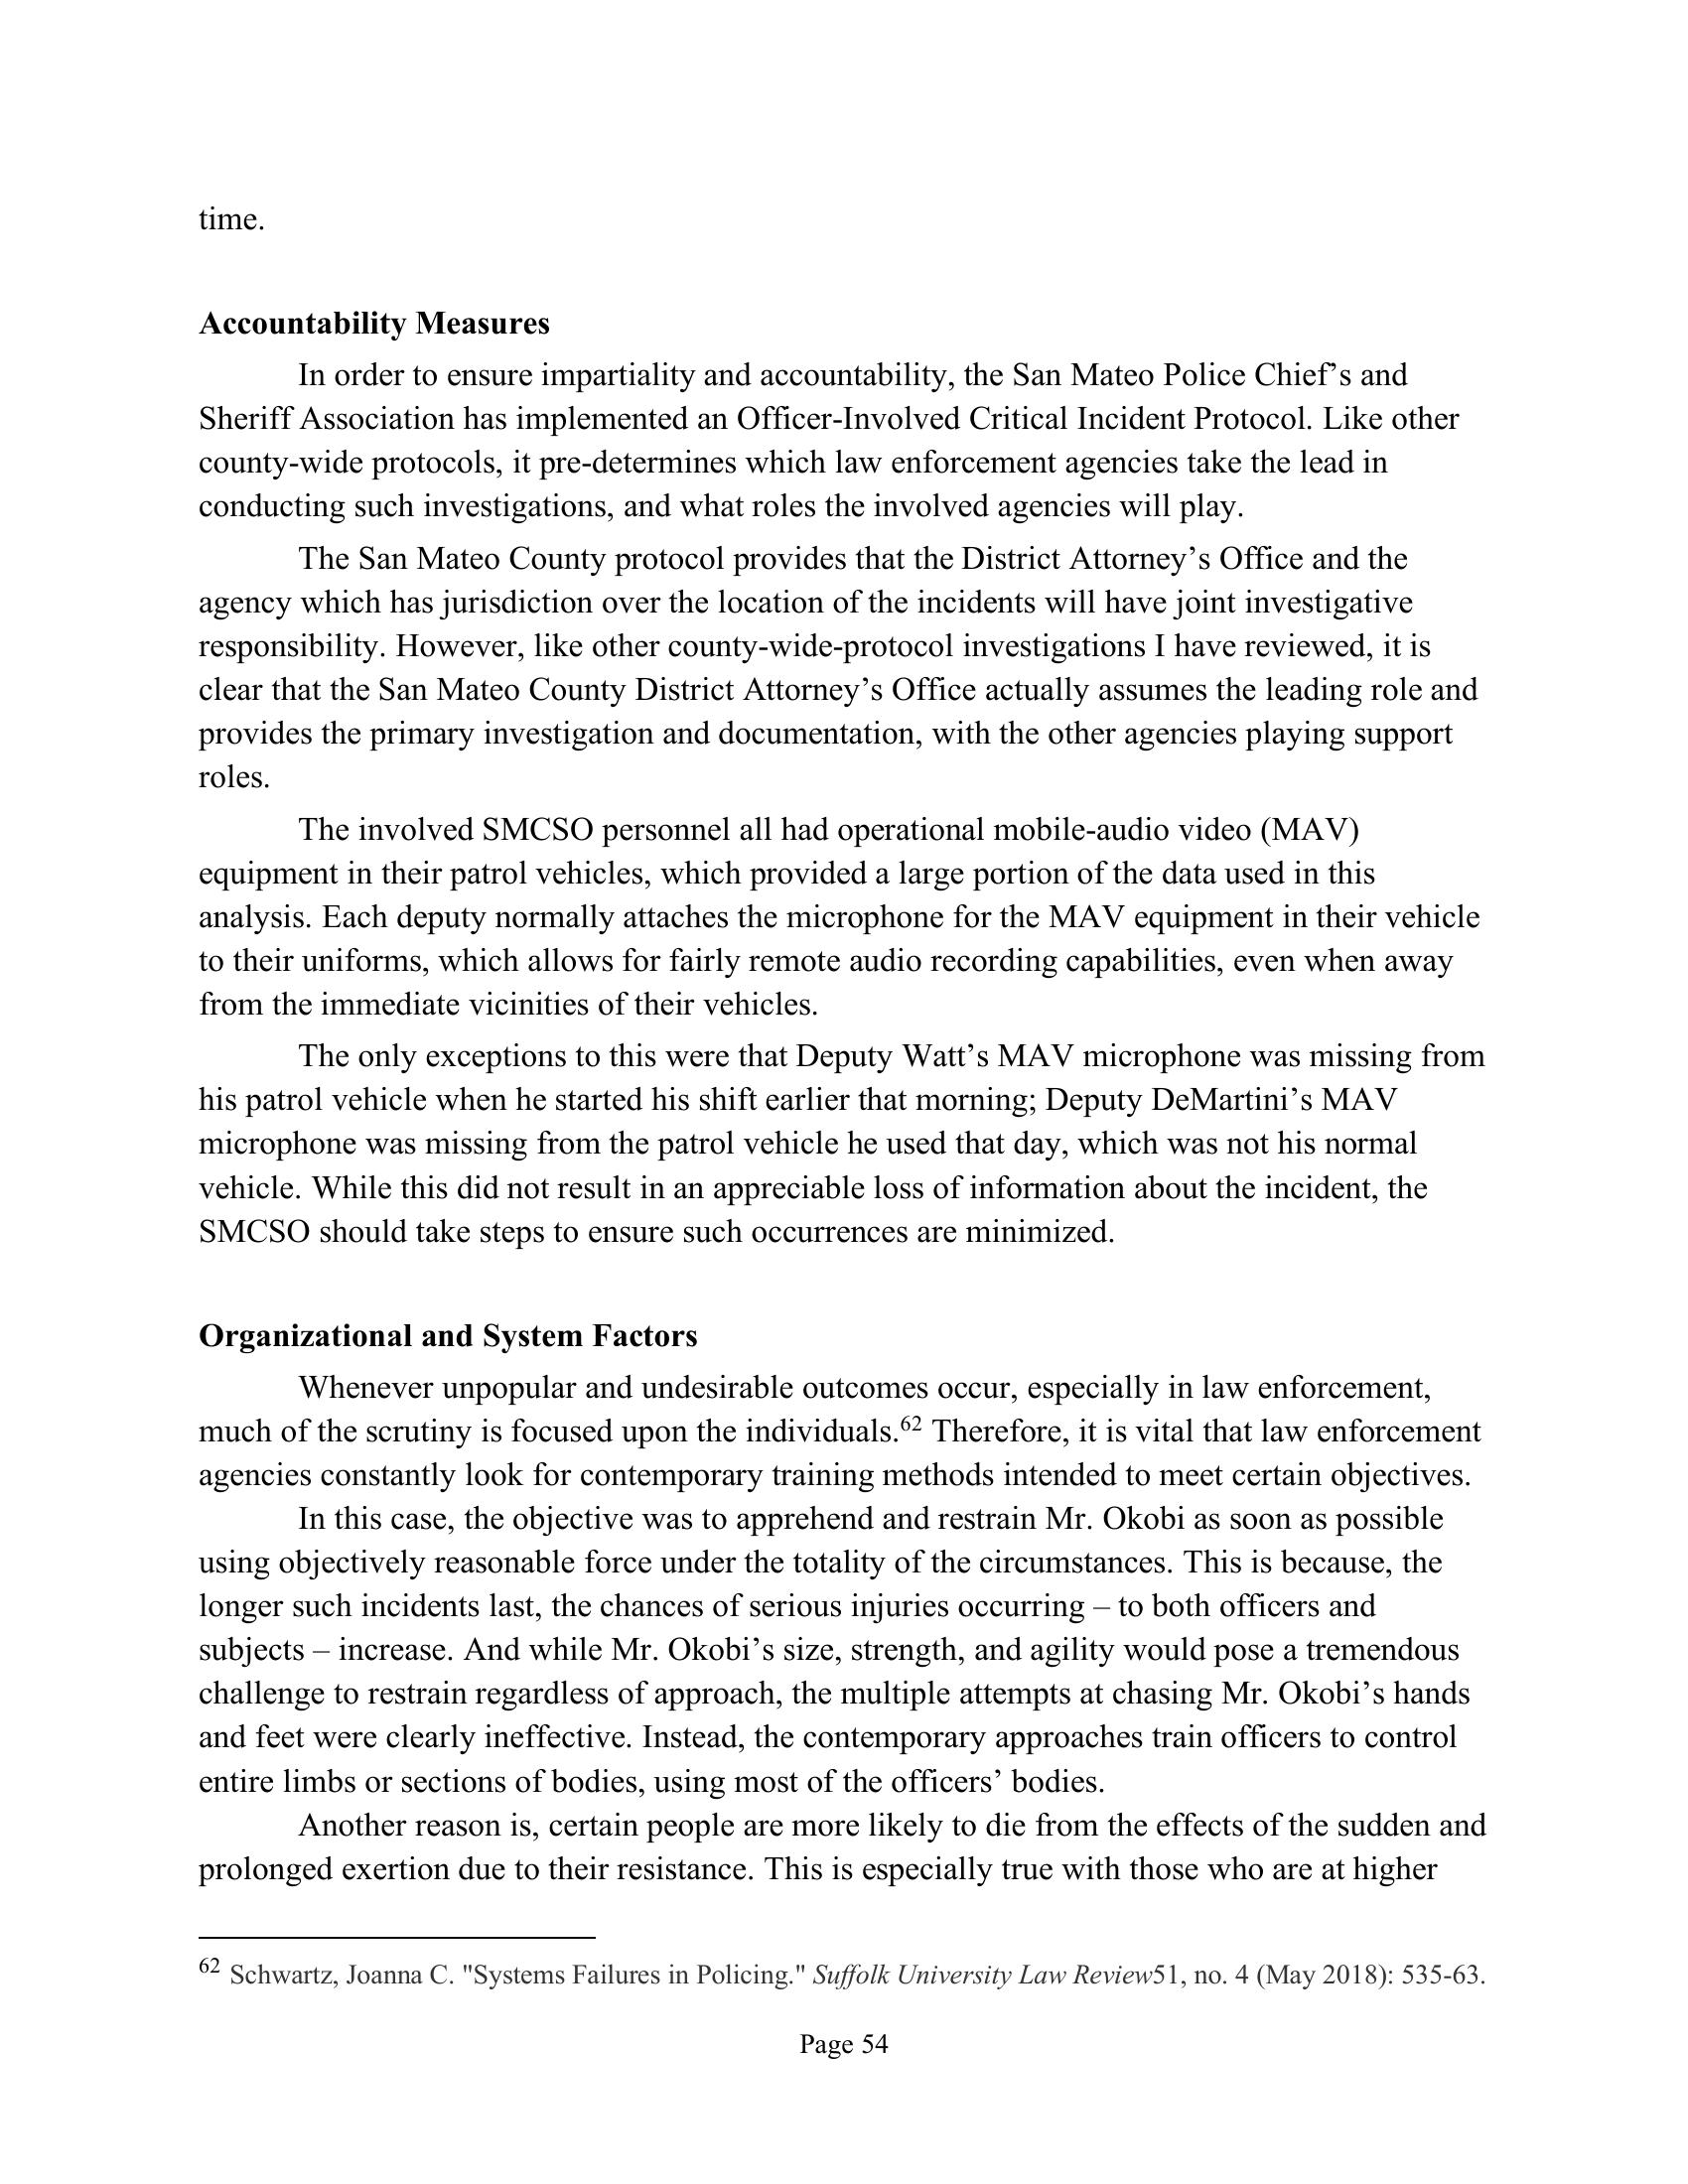 time.
Accountability Measures
In order to ensure impartiality and accountability, the San Mateo Police Chief’s and
Sheriff Association has implemented an Officer-Involved Critical Incident Protocol. Like other
county-wide protocols, it pre-determines which law enforcement agencies take the lead in
conducting such investigations, and what roles the involved agencies will play.
The San Mateo County protocol provides that the District Attorney’s Office and the
agency which has jurisdiction over the location of the incidents will have joint investigative
responsibility. However, like other county-wide-protocol investigations I have reviewed, it is
clear that the San Mateo County District Attorney’s Office actually assumes the leading role and
provides the primary investigation and documentation, with the other agencies playing support
roles.
The involved SMCSO personnel all had operational mobile-audio video (MAV)
equipment in their patrol vehicles, which provided a large portion of the data used in this
analysis. Each deputy normally attaches the microphone for the MAV equipment in their vehicle
to their uniforms, which allows for fairly remote audio recording capabilities, even when away
from the immediate vicinities of their vehicles.
The only exceptions to this were that Deputy Watt’s MAV microphone was missing from
his patrol vehicle when he started his shift earlier that morning; Deputy DeMartini’s MAV
microphone was missing from the patrol vehicle he used that day, which was not his normal
vehicle. While this did not result in an appreciable loss of information about the incident, the
SMCSO should take steps to ensure such occurrences are minimized.
Organizational and System Factors
Whenever unpopular and undesirable outcomes occur, especially in law enforcement,
much of the scrutiny is focused upon the individuals.62 Therefore, it is vital that law enforcement
agencies constantly look for contemporary training methods intended to meet certain objectives.
In this case, the objective was to apprehend and restrain Mr. Okobi as soon as possible
using objectively reasonable force under the totality of the circumstances. This is because, the
longer such incidents last, the chances of serious injuries occurring – to both officers and
subjects – increase. And while Mr. Okobi’s size, strength, and agility would pose a tremendous
challenge to restrain regardless of approach, the multiple attempts at chasing Mr. Okobi’s hands
and feet were clearly ineffective. Instead, the contemporary approaches train officers to control
entire limbs or sections of bodies, using most of the officers’ bodies.
Another reason is, certain people are more likely to die from the effects of the sudden and
prolonged exertion due to their resistance. This is especially true with those who are at higher
62 Schwartz, Joanna C. "Systems Failures in Policing." Suffolk University Law Review51, no. 4 (May 2018): 535-63.
Page 54